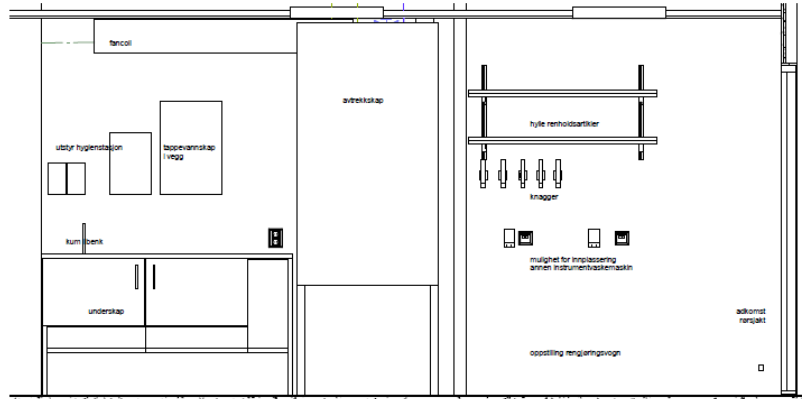 fancoil
avtrekkskap
utstyr hygienstasjon
tappevannskap
i vegg
hylle renholdsartikler
knagger
kum i benk
mulighet for innplassering
annen instrumentvaskemaskin
underskap
adkomst
rørsjakt
oppstilling rengjøringsvogn